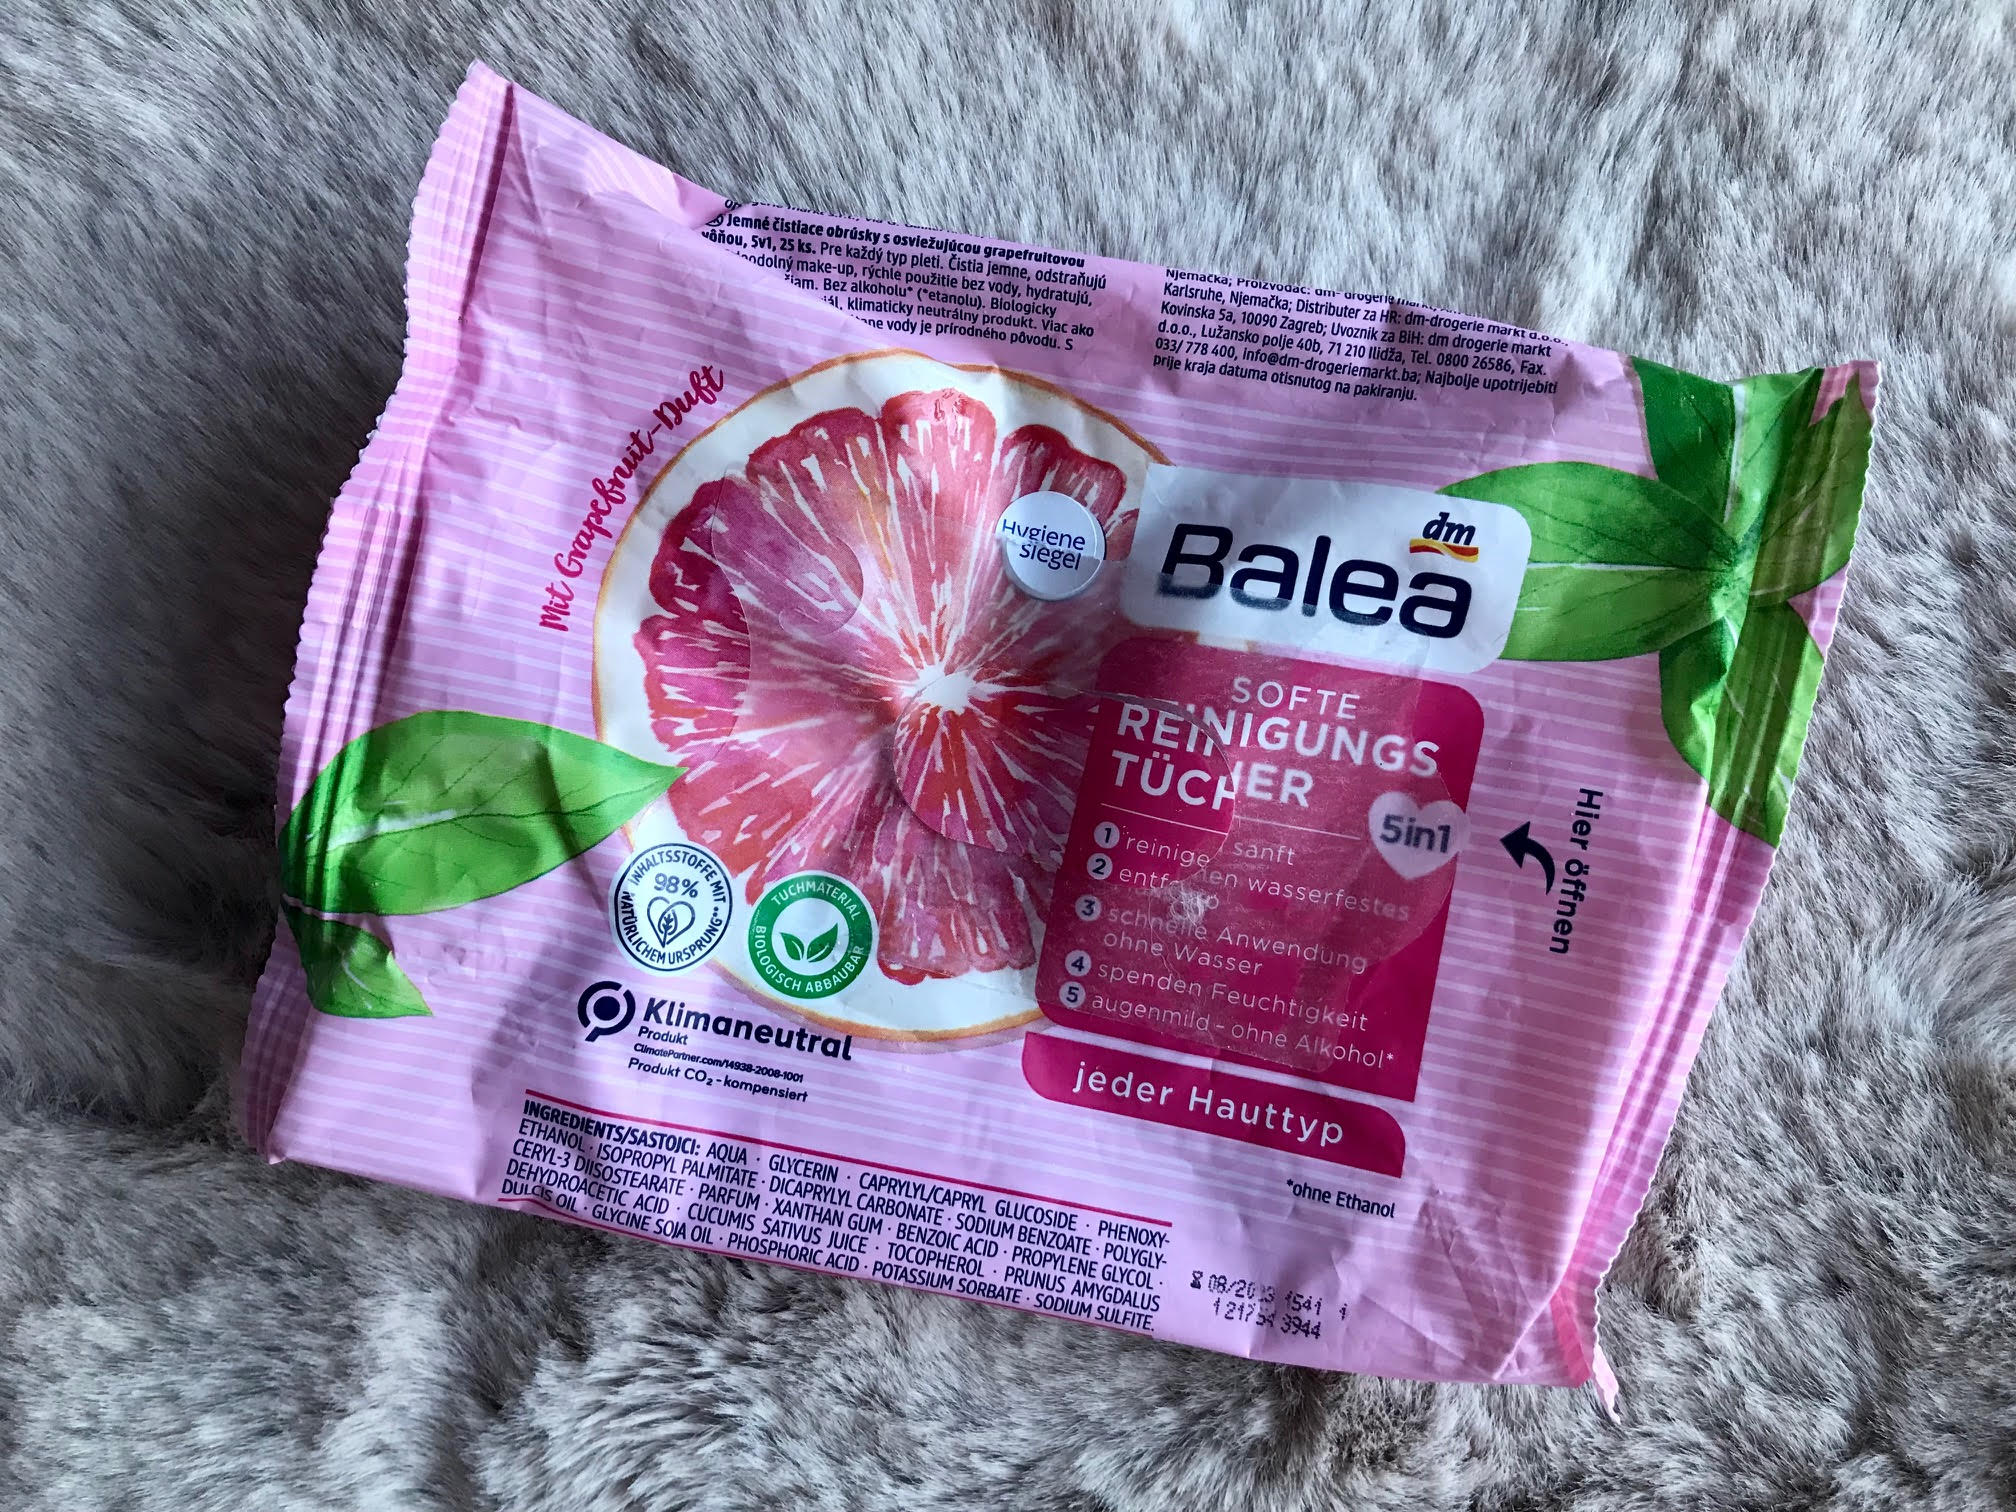 Jemné čistiace obrúsky s osviežujúcou grapefruitovou
vôňou, 5v1, 25 ks. Pre každý typ pleti. Čistia jemne, odstraňujú
make-up, rýchle použitie bez vody, hydratujú,
Bez alkoholu* (*etanolu). Biologicky
klimaticky neutrálny produkt. Viac ako
vody je prírodného pôvodu. S
Njemačka; Proizvođač: dm-drogerie
Karlsruhe, Njemačka; Distributer za HR: dm-drogerie markt d.o.o.,
Kovinska 5a, 10090 Zagreb; Uvoznik za BiH: dm drogerie markt
d.o.o., Lužansko polje 40b, 71 210 Ilidža, Tel. 0800 26586, Fax.
033/ 778 400, info@dm-drogeriemarkt.ba; Najbolje upotrijebiti
prije kraja datuma otisnutog na pakiranju.
Mit Grapefruit-Duft
Hygiene
siegel
dm
Balea
SOFTE
REINIGUNGS
TÜCHER
5in1
1 reinige sanft
2 entf en wasserfestes
3 schnelle Anwendung
ohne Wasser
4 spenden Feuchtigkeit
5 augenmild - ohne Alkohol*
jeder Hauttyp
*ohne Ethanol
Hier öffnen
INHALTSSTOFFE MIT
98%
NATÜRLICHEM URSPRUNG**
TUCHMATERIAL
BIOLOGISCH ABBAUBAR
Klimaneutral
Produkt
ClimatePartner.com/14938-2008-1001
Produkt CO₂ - kompensiert
INGREDIENTS/SASTOJCI: AQUA · GLYCERIN · CAPRYLYL/CAPRYL GLUCOSIDE · PHENOXY-
ETHANOL · ISOPROPYL PALMITATE · DICAPRYLYL CARBONATE · SODIUM BENZOATE · POLYGLY-
CERYL-3 DIISOSTEARATE · PARFUM · XANTHAN GUM · BENZOIC ACID · PROPYLENE GLYCOL ·
DEHYDROACETIC ACID · CUCUMIS SATIVUS JUICE · TOCOPHEROL · PRUNUS AMYGDALUS
DULCIS OIL · GLYCINE SOJA OIL · PHOSPHORIC ACID · POTASSIUM SORBATE · SODIUM SULFITE.
1541 1
3944